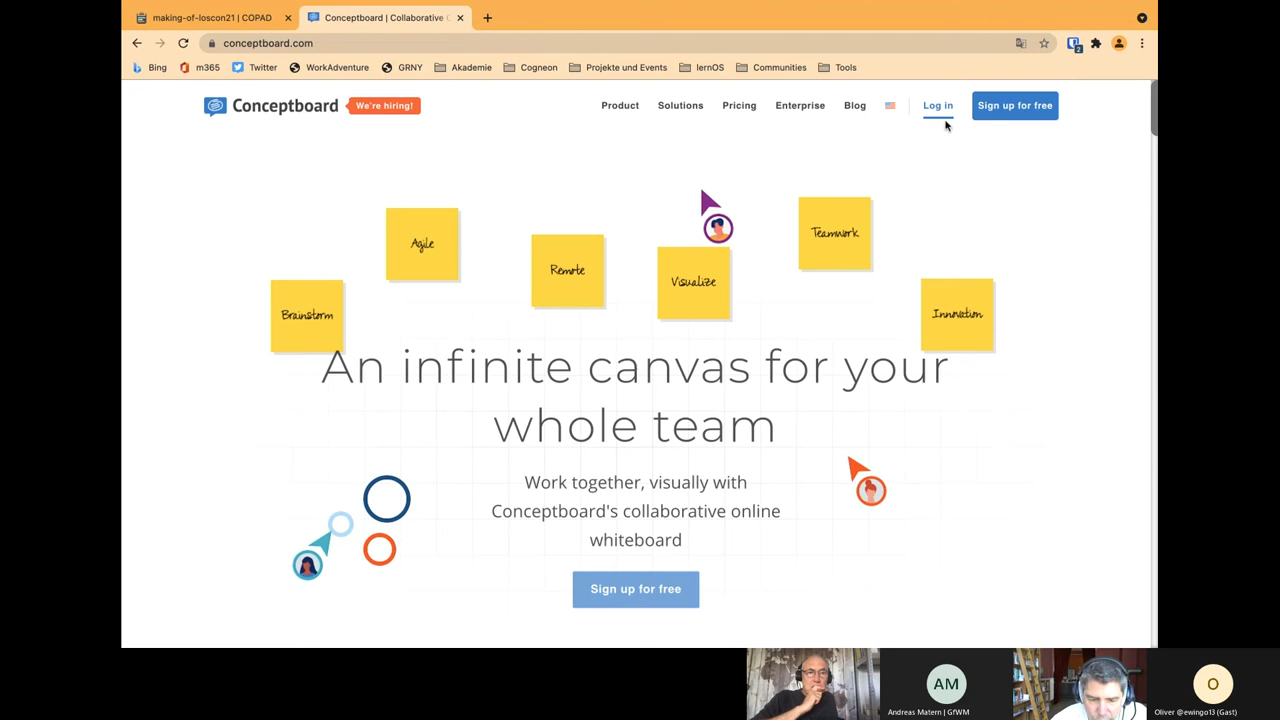 making-of-loscon21 | COPAD
Conceptboard | Collaborative
conceptboard.com
2
Bing
m365
Twitter
WorkAdventure
GRNY
Akademie
Cogneon
Projekte und Events
lernOS
Communities
Tools
Conceptboard
We're hiring!
Product
Solutions
Pricing
Enterprise
Blog
Log in
Sign up for free
Agile
Remote
Visualize
Teamwork
Brainstorm
Innovation
An infinite canvas for your
whole team
Work together, visually with
Conceptboard's collaborative online
whiteboard
Sign up for free
AM
Andreas Matern | GfWM
O
Oliver @ewingo13 (Gast)